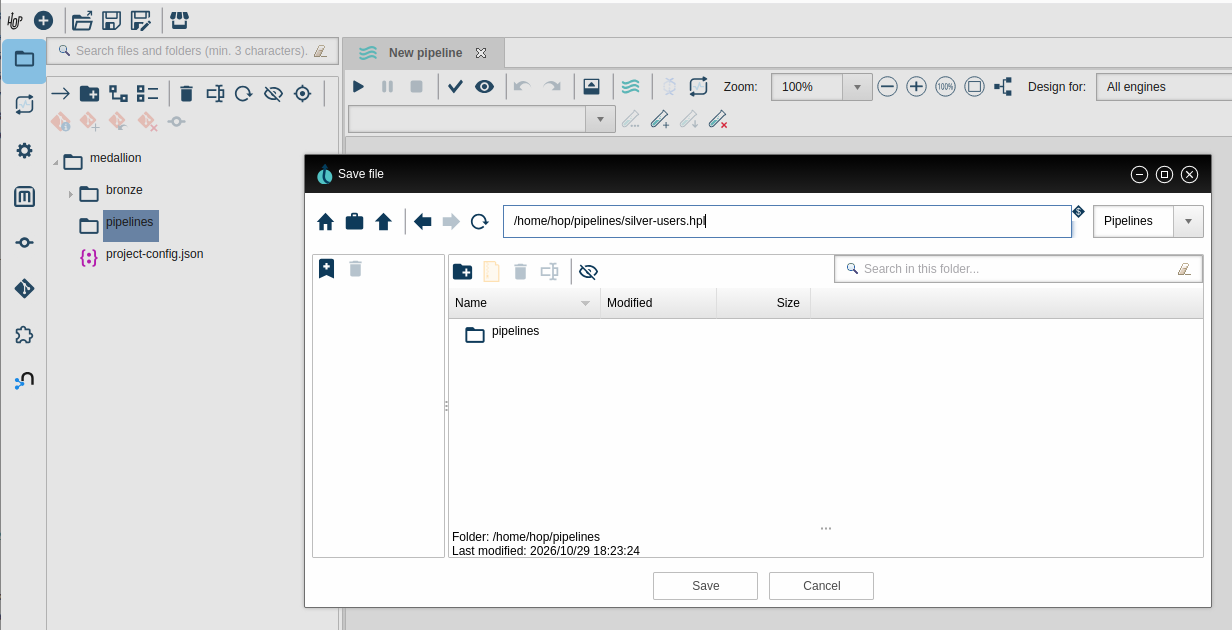 HOP
Search files and folders (min. 3 characters).
New pipeline
Zoom:
100%
100%
Design for:
All engines
medallion
bronze
pipelines
project-config.json
Save file
/home/hop/pipelines/silver-users.hpl
Pipelines
Search in this folder...
Name
Modified
Size
pipelines
Folder: /home/hop/pipelines
Last modified: 2026/10/29 18:23:24
Save
Cancel